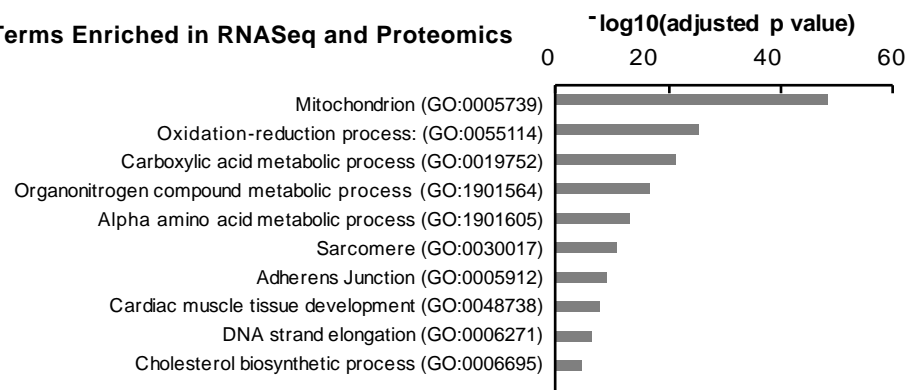 Terms Enriched in RNASeq and Proteomics
-log10(adjusted p value)
0 20 40 60
Mitochondrion (GO:0005739)
Oxidation-reduction process: (GO:0055114)
Carboxylic acid metabolic process (GO:0019752)
Organonitrogen compound metabolic process (GO:1901564)
Alpha amino acid metabolic process (GO:1901605)
Sarcomere (GO:0030017)
Adherens Junction (GO:0005912)
Cardiac muscle tissue development (GO:0048738)
DNA strand elongation (GO:0006271)
Cholesterol biosynthetic process (GO:0006695)